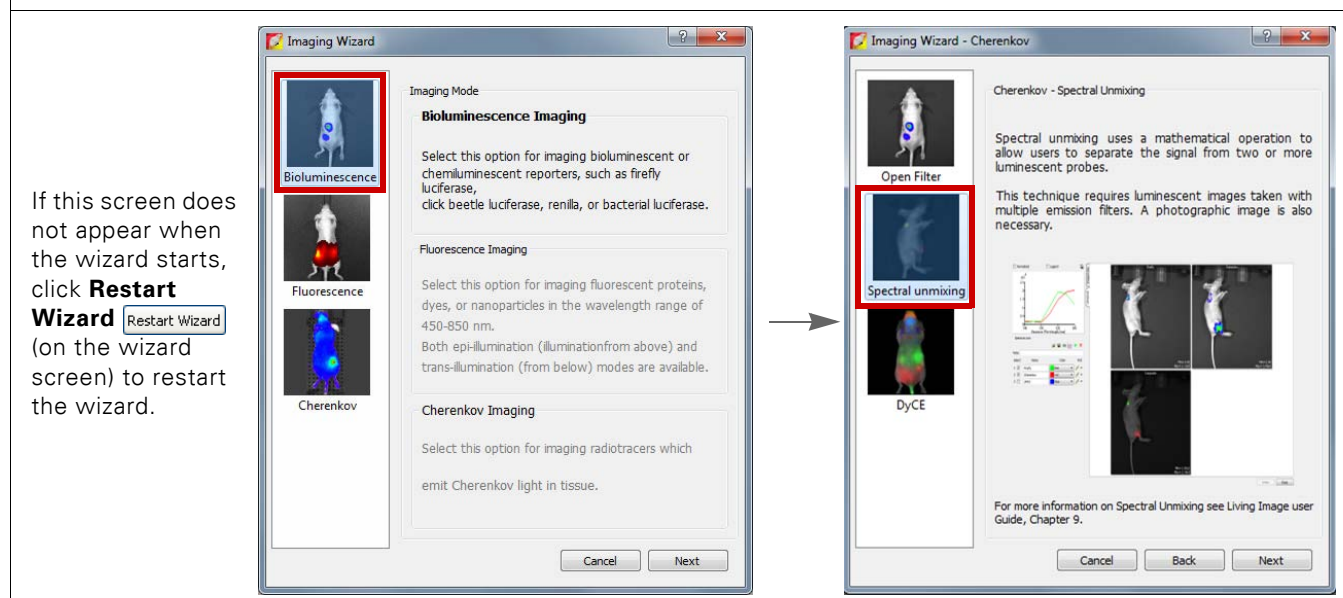 If this screen does
not appear when
the wizard starts,
click Restart
Wizard Restart Wizard
(on the wizard
screen) to restart
the wizard.
Imaging Wizard
Bioluminescence
Fluorescence
Cherenkov
Imaging Mode
Bioluminescence Imaging
Select this option for imaging bioluminescent or
chemiluminescent reporters, such as firefly
luciferase,
click beetle luciferase, renilla, or bacterial luciferase.
Fluorescence Imaging
Select this option for imaging fluorescent proteins,
dyes, or nanoparticles in the wavelength range of
450-850 nm.
Both epi-illumination (illuminationfrom above) and
trans-illumination (from below) modes are available.
Cherenkov Imaging
Select this option for imaging radiotracers which
emit Cherenkov light in tissue.
Cancel Next
Imaging Wizard - Cherenkov
Open Filter
Spectral unmixing
DyCE
Cherenkov - Spectral Unmixing
Spectral unmixing uses a mathematical operation to
allow users to separate the signal from two or more
luminescent probes.
This technique requires luminescent images taken with
multiple emission filters. A photographic image is also
necessary.
For more information on Spectral Unmixing see Living Image user
Guide, Chapter 9.
Cancel Back Next